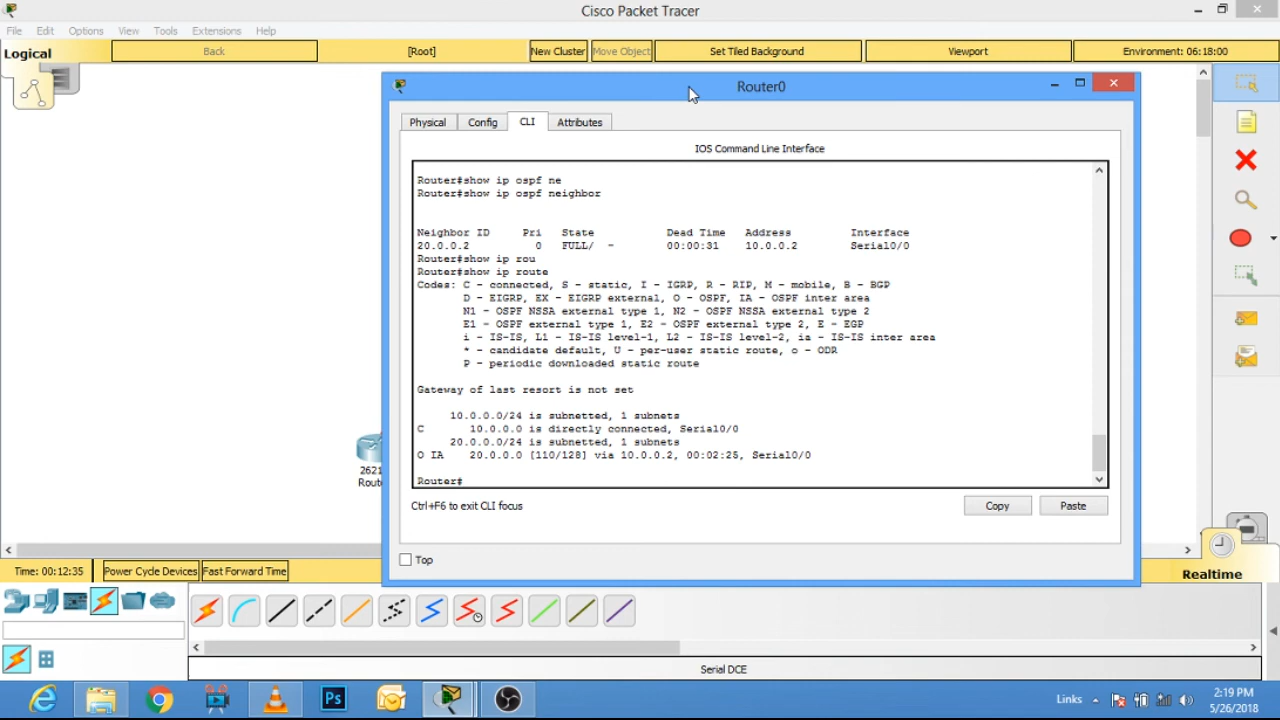 Cisco Packet Tracer
File Edit Options View Tools Extensions Help
Logical Back [Root] New Cluster Move Object Set Tiled Background Viewport Environment: 06:18:00
Router0
Physical Config CLI Attributes
IOS Command Line Interface
Router#show ip ospf ne
Router#show ip ospf neighbor
Neighbor ID Pri State Dead Time Address Interface
20.0.0.2 0 FULL/ - 00:00:31 10.0.0.2 Serial0/0
Router#show ip rou
Router#show ip route
Codes: C - connected, S - static, I - IGRP, R - RIP, M - mobile, B - BGP
D - EIGRP, EX - EIGRP external, O - OSPF, IA - OSPF inter area
N1 - OSPF NSSA external type 1, N2 - OSPF NSSA external type 2
E1 - OSPF external type 1, E2 - OSPF external type 2, E - EGP
i - IS-IS, L1 - IS-IS level-1, L2 - IS-IS level-2, ia - IS-IS inter area
* - candidate default, U - per-user static route, o - ODR
P - periodic downloaded static route
Gateway of last resort is not set
10.0.0.0/24 is subnetted, 1 subnets
C 10.0.0.0 is directly connected, Serial0/0
20.0.0.0/24 is subnetted, 1 subnets
O IA 20.0.0.0 [110/128] via 10.0.0.2, 00:02:25, Serial0/0
Router#
2621
Route
Ctrl+F6 to exit CLI focus
Copy Paste
Top
Time: 00:12:35 Power Cycle Devices Fast Forward Time
Realtime
Serial DCE
Ps
Links
2:19 PM
5/26/2018